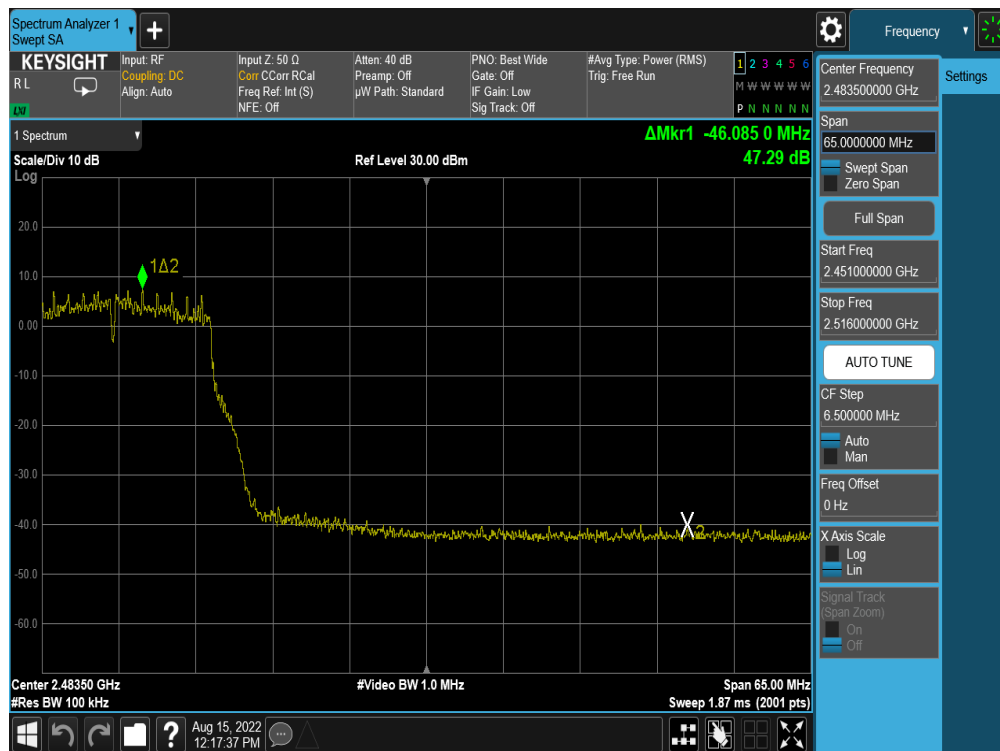 Spectrum Analyzer 1
Swept SA
Frequency
KEYSIGHT
R L
LXI
Input: RF
Coupling: DC
Align: Auto
Input Z: 50 Ω
Corr CCorr RCal
Freq Ref: Int (S)
NFE: Off
Atten: 40 dB
Preamp: Off
µW Path: Standard
PNO: Best Wide
Gate: Off
IF Gain: Low
Sig Track: Off
#Avg Type: Power (RMS)
Trig: Free Run
1 2 3 4 5 6
M W W W W W
P N N N N N
1 Spectrum
Scale/Div 10 dB
Log
Ref Level 30.00 dBm
ΔMkr1 -46.085 0 MHz
47.29 dB
20.0
10.0
0.00
-10.0
-20.0
-30.0
-40.0
-50.0
-60.0
1Δ2
X2
Center 2.48350 GHz
#Res BW 100 kHz
#Video BW 1.0 MHz
Span 65.00 MHz
Sweep 1.87 ms (2001 pts)
Center Frequency
2.483500000 GHz
Settings
Span
65.0000000 MHz
Swept Span
Zero Span
Full Span
Start Freq
2.451000000 GHz
Stop Freq
2.516000000 GHz
AUTO TUNE
CF Step
6.500000 MHz
Auto
Man
Freq Offset
0 Hz
X Axis Scale
Log
Lin
Signal Track
(Span Zoom)
On
Off
?
Aug 15, 2022
12:17:37 PM